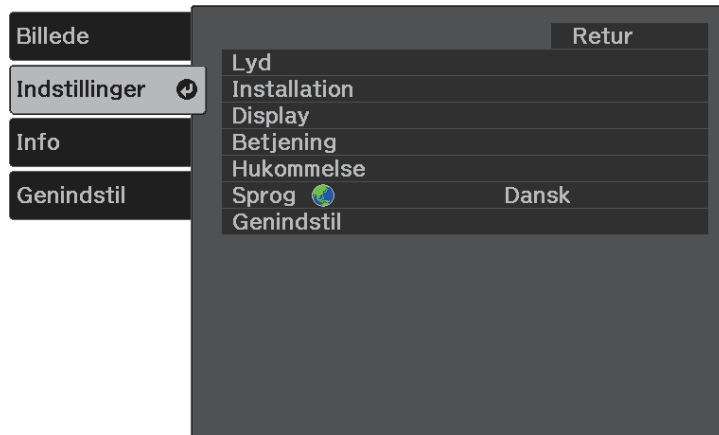 Billede
Indstillinger
Info
Genindstil
Retur
Lyd
Installation
Display
Betjening
Hukommelse
Sprog Dansk
Genindstil